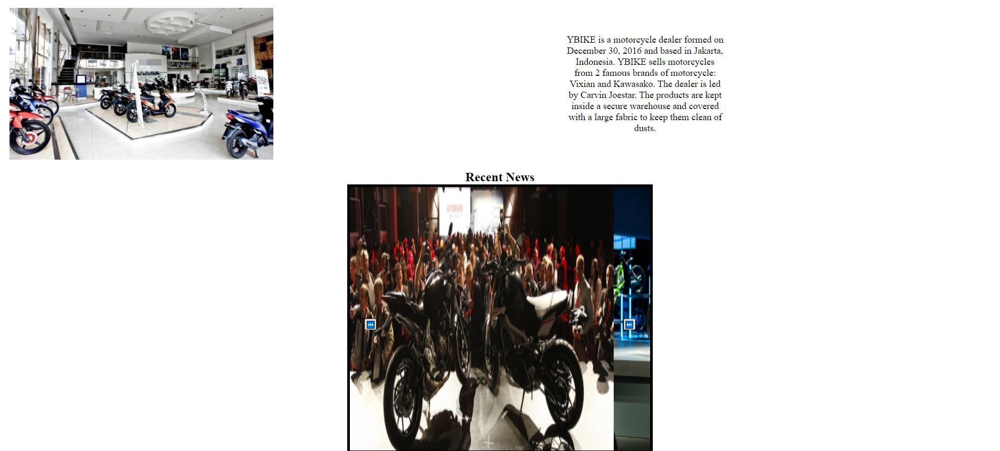 YBIKE is a motorcycle dealer formed on
December 30, 2016 and based in Jakarta,
Indonesia. YBIKE sells motorcycles
from 2 famous brands of motorcycle:
Vixian and Kawasako. The dealer is led
by Carvin Joestar. The products are kept
inside a secure warehouse and covered
with a large fabric to keep them clean of
dusts.
Recent News
YAMAHA